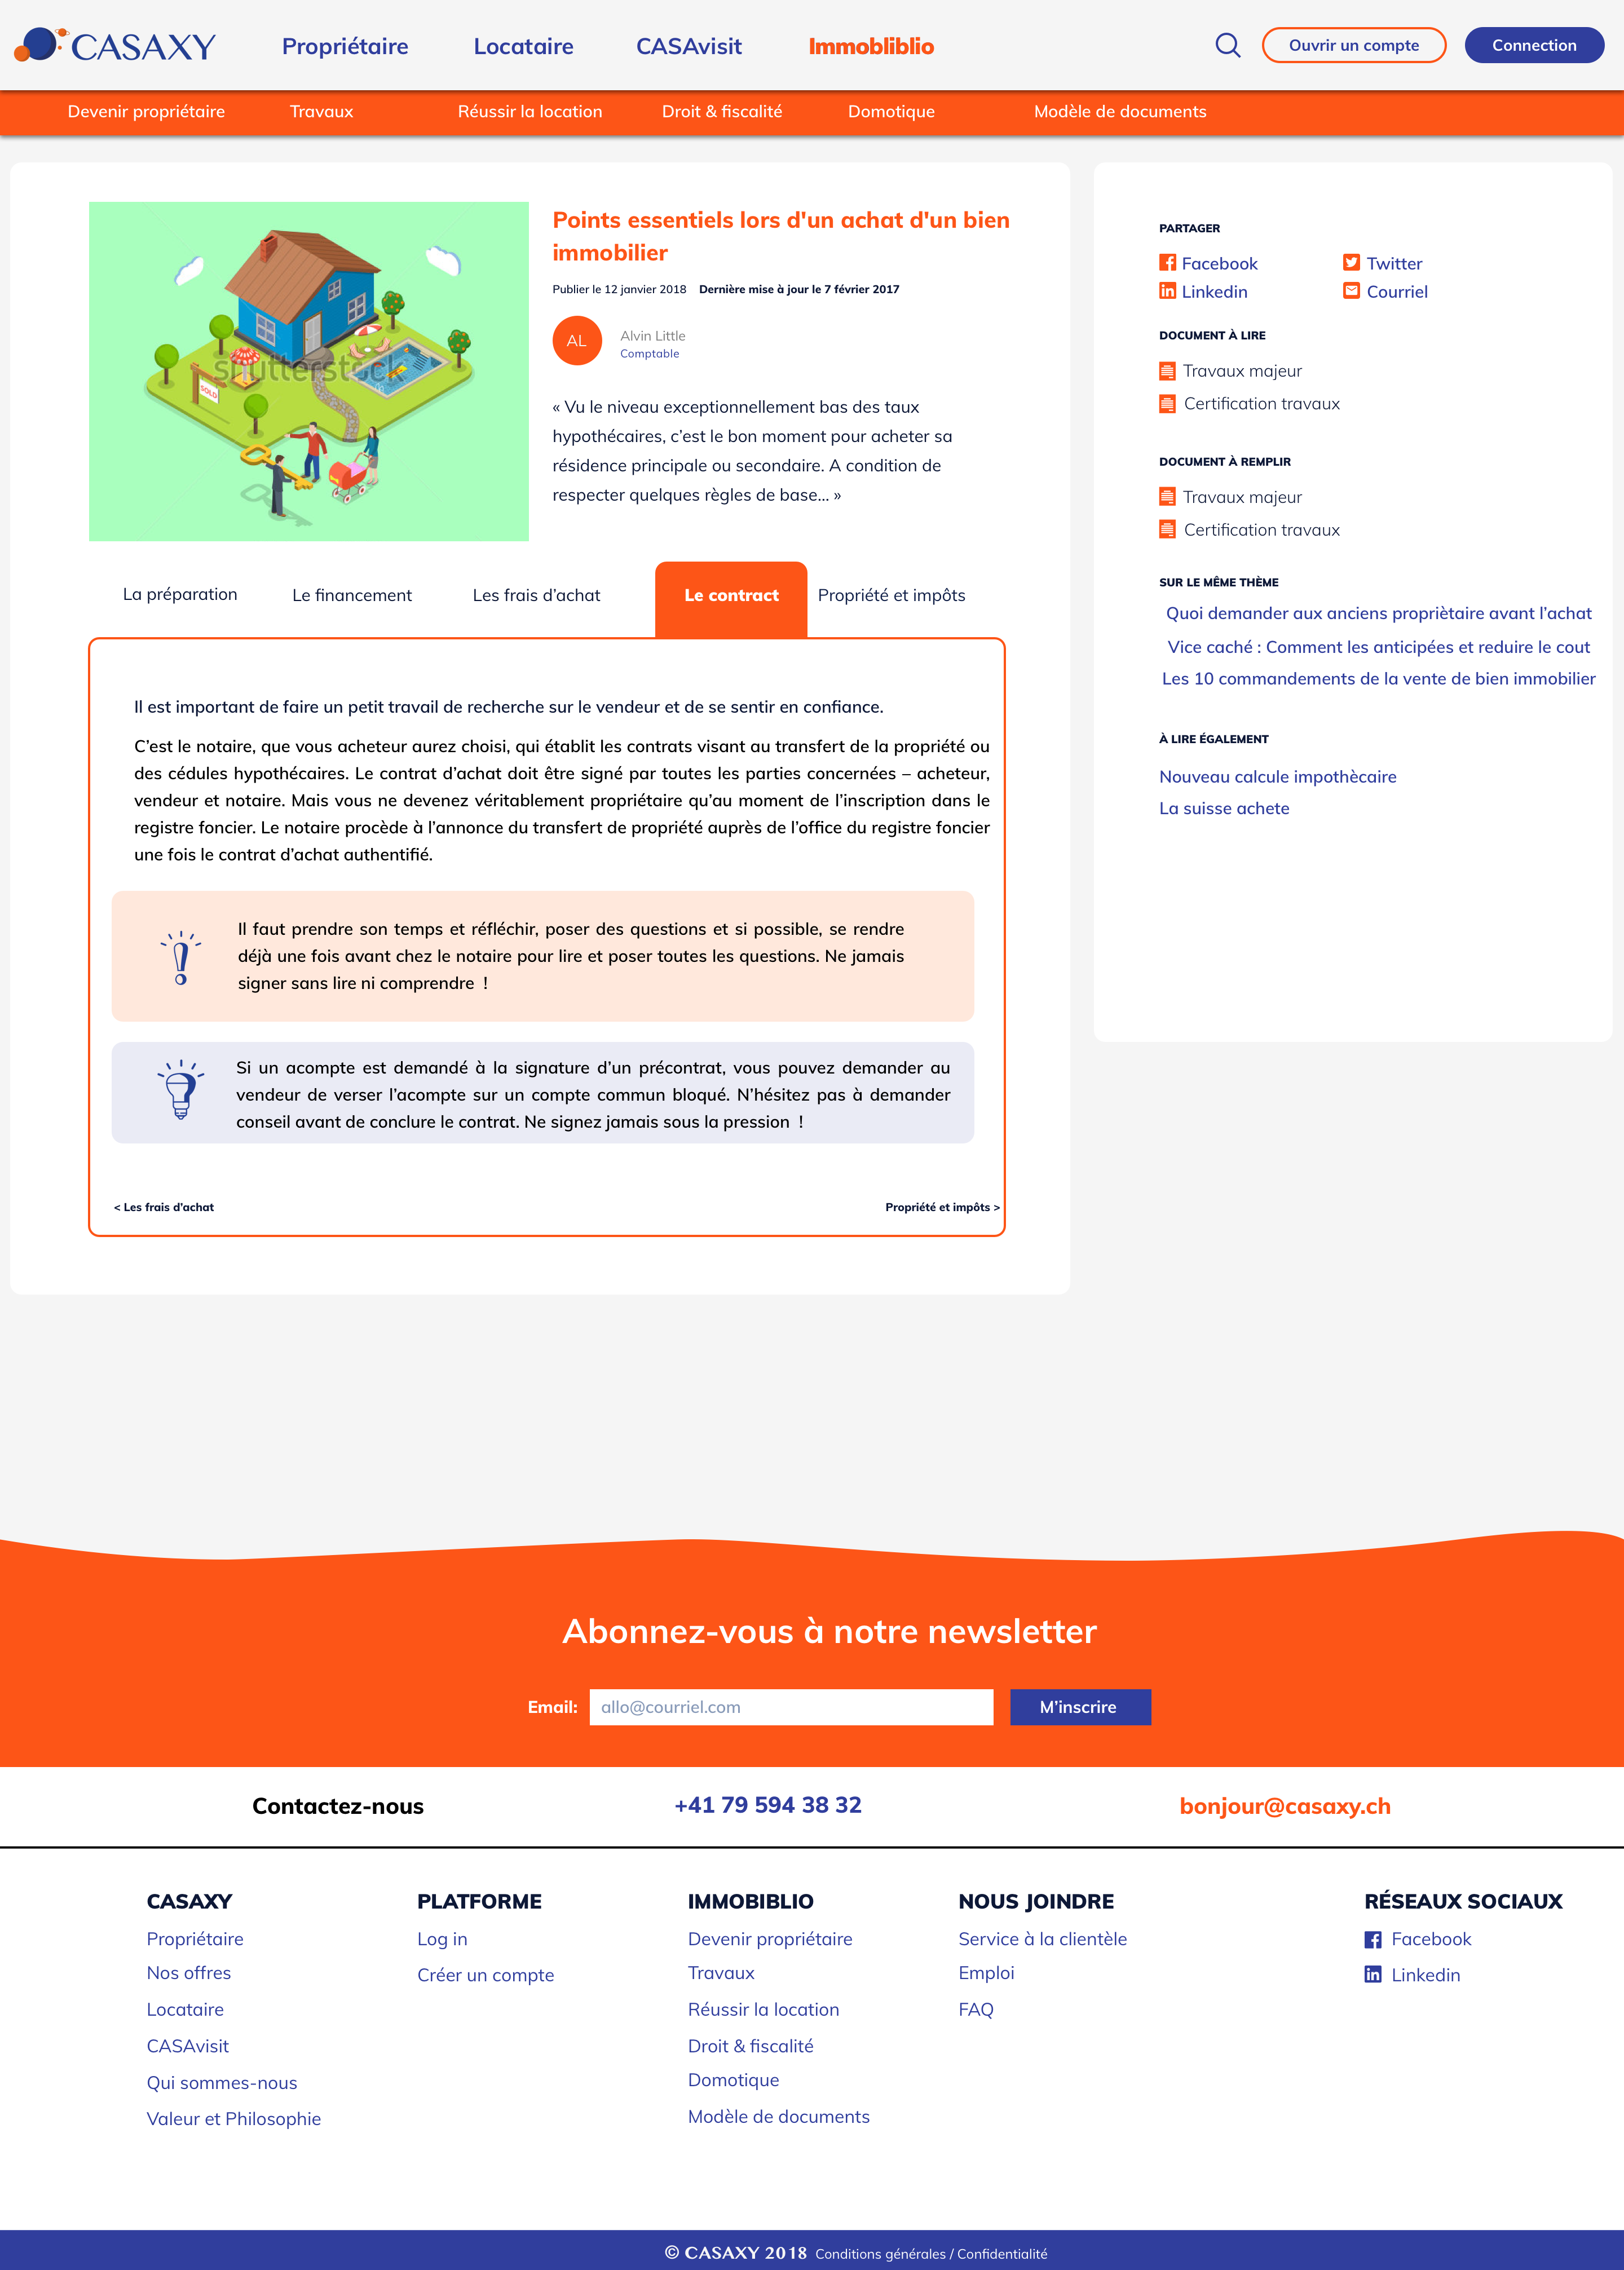 CASAXY
Propriétaire
Locataire
CASAvisit
Immobliblio
Ouvrir un compte
Connection
Devenir propriétaire
Travaux
Réussir la location
Droit & fiscalité
Domotique
Modèle de documents
shutterstock
SOLD
Points essentiels lors d'un achat d'un bien
immobilier
Publier le 12 janvier 2018 Dernière mise à jour le 7 février 2017
AL
Alvin Little
Comptable
« Vu le niveau exceptionnellement bas des taux
hypothécaires, c’est le bon moment pour acheter sa
résidence principale ou secondaire. A condition de
respecter quelques règles de base... »
La préparation
Le financement
Les frais d’achat
Le contract
Propriété et impôts
Il est important de faire un petit travail de recherche sur le vendeur et de se sentir en confiance.
C’est le notaire, que vous acheteur aurez choisi, qui établit les contrats visant au transfert de la propriété ou
des cédules hypothécaires. Le contrat d’achat doit être signé par toutes les parties concernées – acheteur,
vendeur et notaire. Mais vous ne devenez véritablement propriétaire qu’au moment de l’inscription dans le
registre foncier. Le notaire procède à l’annonce du transfert de propriété auprès de l’office du registre foncier
une fois le contrat d’achat authentifié.
Il faut prendre son temps et réfléchir, poser des questions et si possible, se rendre
déjà une fois avant chez le notaire pour lire et poser toutes les questions. Ne jamais
signer sans lire ni comprendre !
Si un acompte est demandé à la signature d’un précontrat, vous pouvez demander au
vendeur de verser l’acompte sur un compte commun bloqué. N’hésitez pas à demander
conseil avant de conclure le contrat. Ne signez jamais sous la pression !
< Les frais d’achat
Propriété et impôts >
PARTAGER
Facebook
Twitter
Linkedin
Courriel
DOCUMENT À LIRE
Travaux majeur
Certification travaux
DOCUMENT À REMPLIR
Travaux majeur
Certification travaux
SUR LE MÊME THÈME
Quoi demander aux anciens propriètaire avant l’achat
Vice caché : Comment les anticipées et reduire le cout
Les 10 commandements de la vente de bien immobilier
À LIRE ÉGALEMENT
Nouveau calcule impothècaire
La suisse achete
Abonnez-vous à notre newsletter
Email:
allo@courriel.com
M’inscrire
Contactez-nous
+41 79 594 38 32
bonjour@casaxy.ch
CASAXY
Propriétaire
Nos offres
Locataire
CASAvisit
Qui sommes-nous
Valeur et Philosophie
PLATFORME
Log in
Créer un compte
IMMOBIBLIO
Devenir propriétaire
Travaux
Réussir la location
Droit & fiscalité
Domotique
Modèle de documents
NOUS JOINDRE
Service à la clientèle
Emploi
FAQ
RÉSEAUX SOCIAUX
Facebook
Linkedin
© CASAXY 2018 Conditions générales / Confidentialité